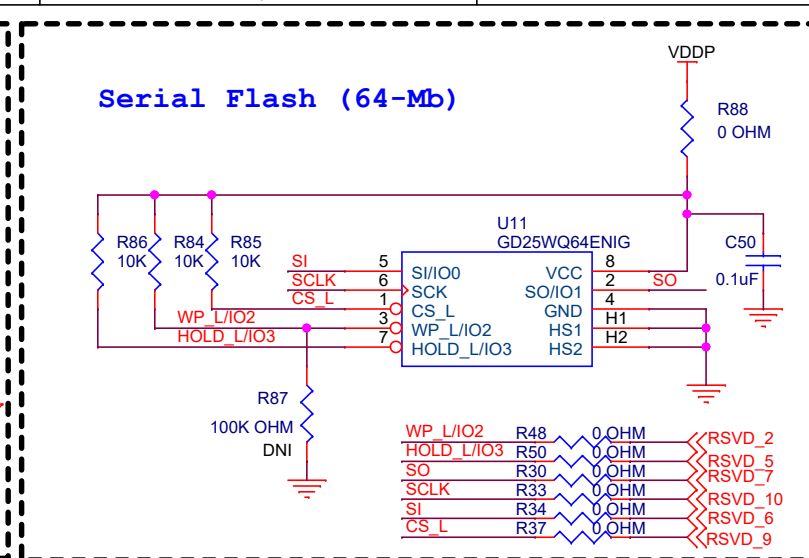 VDDP
Serial Flash (64-Mb)
R88
0 OHM
U11
GD25WQ64ENIG
R86
10K
R84
10K
R85
10K
C50
0.1uF
SI 5 SI/IO0 VCC 8
SCLK 6 SCK SO/IO1 2 SO
CS_L 1 CS_L GND 4
WP_L/IO2 3 WP_L/IO2 HS1 H1
HOLD_L/IO3 7 HOLD_L/IO3 HS2 H2
R87
100K OHM
DNI
WP_L/IO2 R48 0 OHM RSVD_2
HOLD_L/IO3 R50 0 OHM RSVD_5
SO R30 0 OHM RSVD_7
SCLK R33 0 OHM RSVD_10
SI R34 0 OHM RSVD_6
CS_L R37 0 OHM RSVD_9